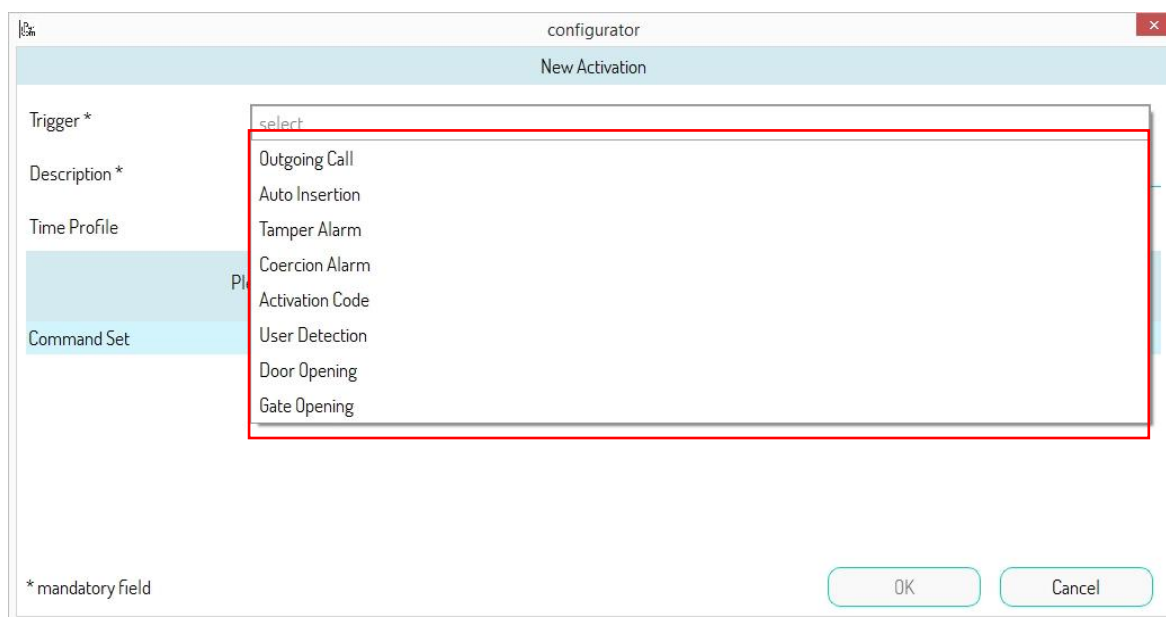 configurator
New Activation
Trigger *
select
Description *
Time Profile
Outgoing Call
Auto Insertion
Tamper Alarm
Coercion Alarm
Activation Code
User Detection
Door Opening
Gate Opening
Command Set
* mandatory field
OK
Cancel